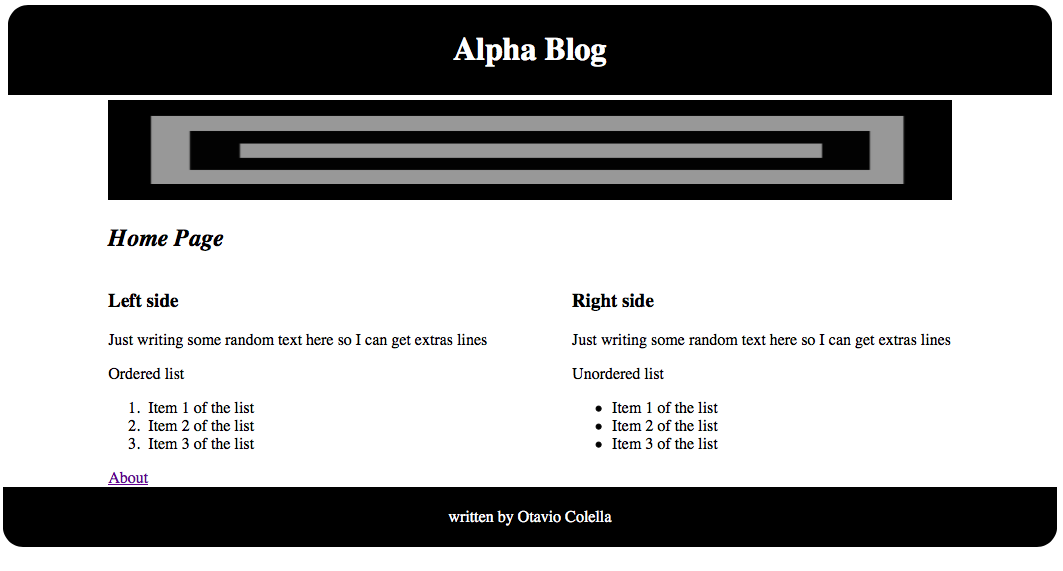 Alpha Blog
Home Page
Left side
Just writing some random text here so I can get extras lines
Ordered list
1. Item 1 of the list
2. Item 2 of the list
3. Item 3 of the list
About
Right side
Just writing some random text here so I can get extras lines
Unordered list
• Item 1 of the list
• Item 2 of the list
• Item 3 of the list
written by Otavio Colella